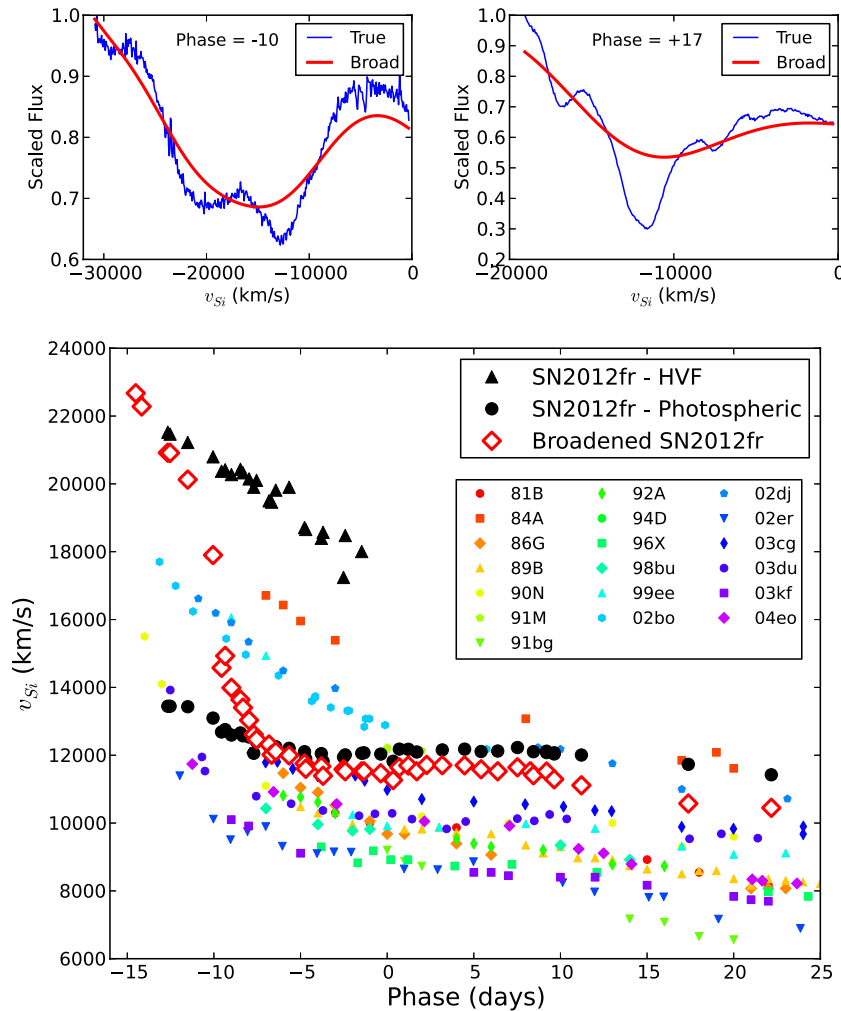 Phase = -10
True
Broad
Scaled Flux
1.0
0.9
0.8
0.7
0.6
−30000
−20000
−10000
0
v_Si (km/s)
Phase = +17
True
Broad
Scaled Flux
1.0
0.9
0.8
0.7
0.6
0.5
0.4
0.3
0.2
−20000
−10000
0
v_Si (km/s)
SN2012fr - HVF
SN2012fr - Photospheric
Broadened SN2012fr
81B
84A
86G
89B
90N
91M
91bg
92A
94D
96X
98bu
99ee
02bo
02dj
02er
03cg
03du
03kf
04eo
v_Si (km/s)
24000
22000
20000
18000
16000
14000
12000
10000
8000
6000
−15
−10
−5
0
5
10
15
20
25
Phase (days)